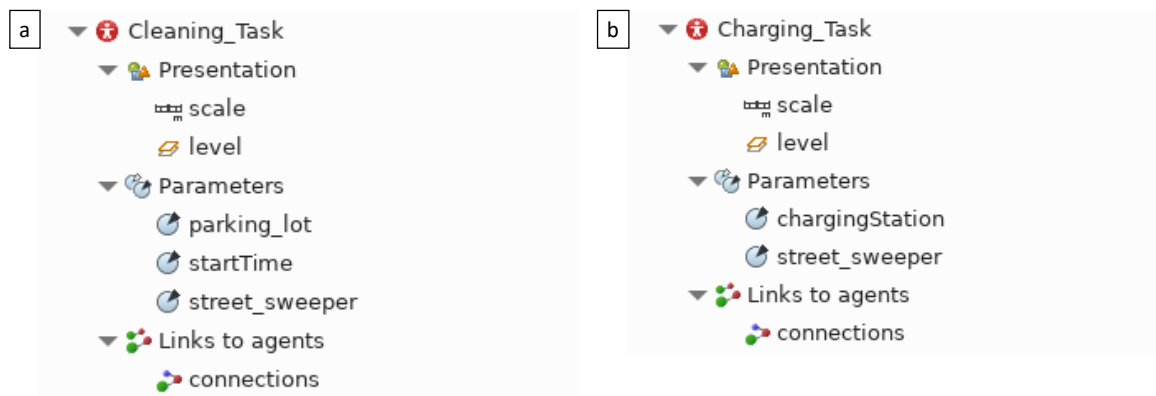 a
Cleaning_Task
Presentation
scale
level
Parameters
parking_lot
startTime
street_sweeper
Links to agents
connections
b
Charging_Task
Presentation
scale
level
Parameters
chargingStation
street_sweeper
Links to agents
connections